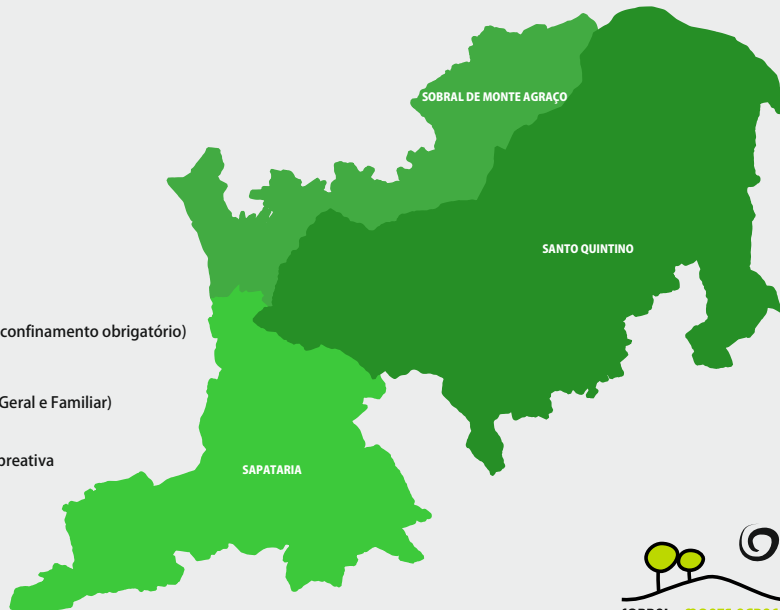 SOBRAL DE MONTE AGRAÇO
SANTO QUINTINO
confinamento obrigatório)
Geral e Familiar)
SAPATARIA